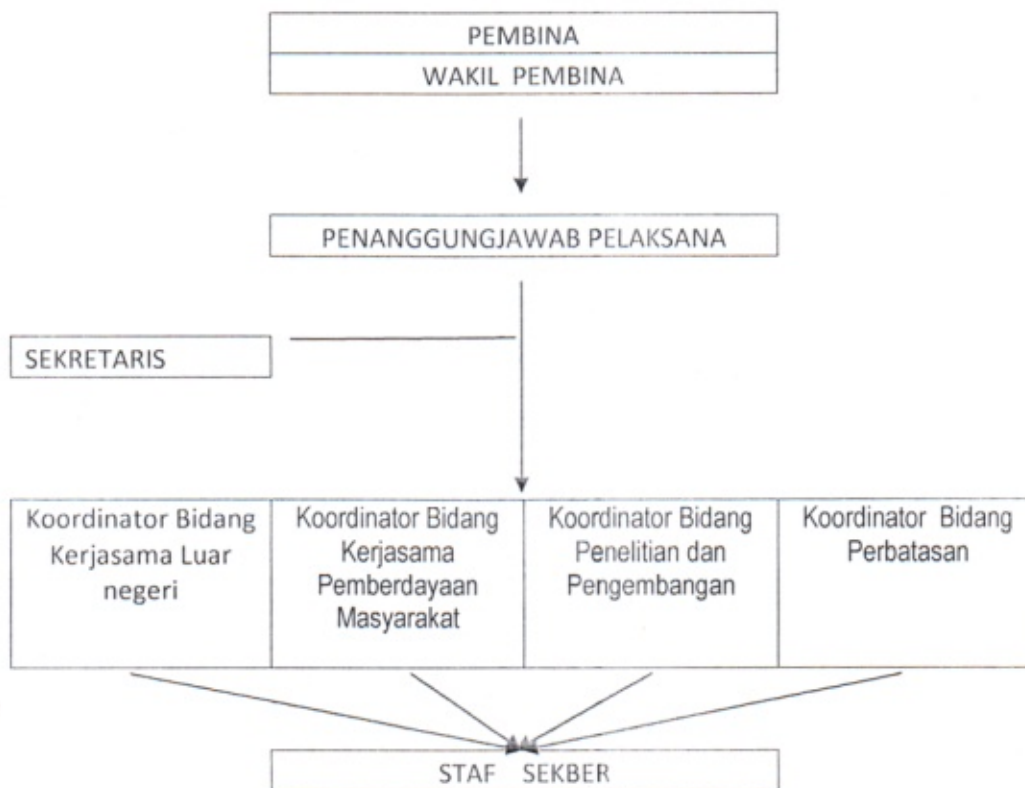 PEMBINA
WAKIL PEMBINA
PENANGGUNGJAWAB PELAKSANA
SEKRETARIS
Koordinator Bidang
Kerjasama Luar
negeri
Koordinator Bidang
Kerjasama
Pemberdayaan
Masyarakat
Koordinator Bidang
Penelitian dan
Pengembangan
Koordinator Bidang
Perbatasan
STAF SEKBER